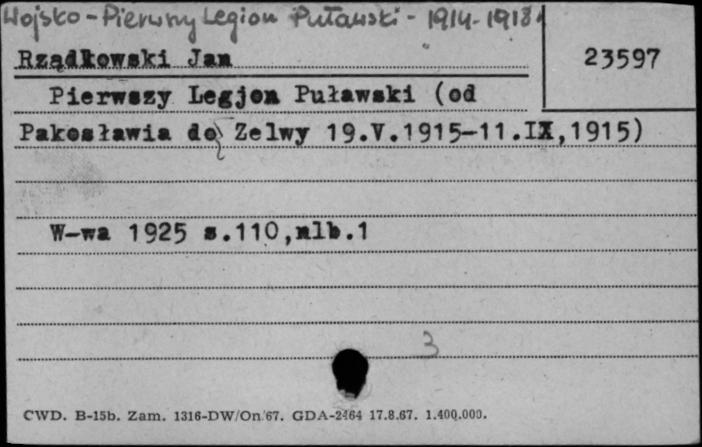 Wojsko - Pierwszy Legion Puławski - 1914-1918
Rządkowski Jan
23597
Pierwszy Legjon Puławski (od
Pakosławia do Zelwy 19.V.1915-11.IX,1915)
W-wa 1925 s.110,nlb.1
3
CWD. B-15b. Zam. 1316-DW/On/67. GDA-2464 17.8.67. 1.400.000.